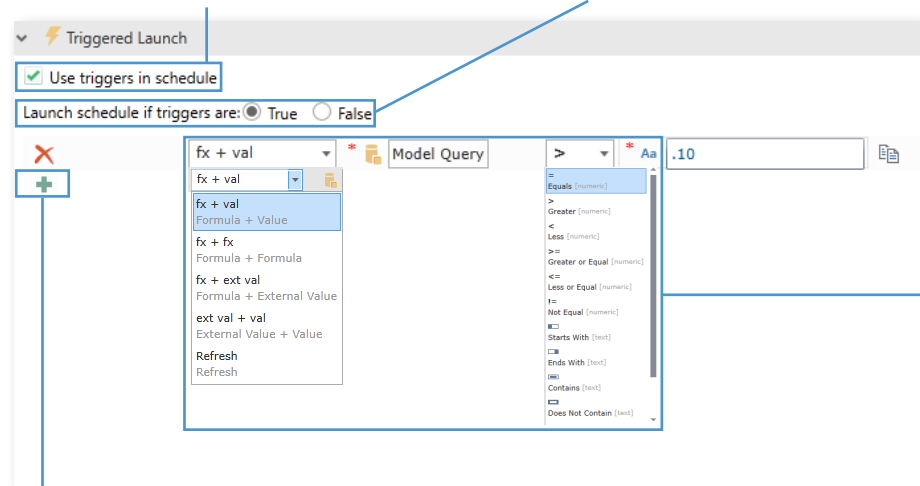 Triggered Launch
Use triggers in schedule
Launch schedule if triggers are: True False
fx + val * Model Query > * Aa .10
fx + val
fx + val
Formula + Value
fx + fx
Formula + Formula
fx + ext val
Formula + External Value
ext val + val
External Value + Value
Refresh
Refresh
=
Equals [numeric]
>
Greater [numeric]
<
Less [numeric]
>=
Greater or Equal [numeric]
<=
Less or Equal [numeric]
!=
Not Equal [numeric]
Starts With [text]
Ends With [text]
Contains [text]
Does Not Contain [text]